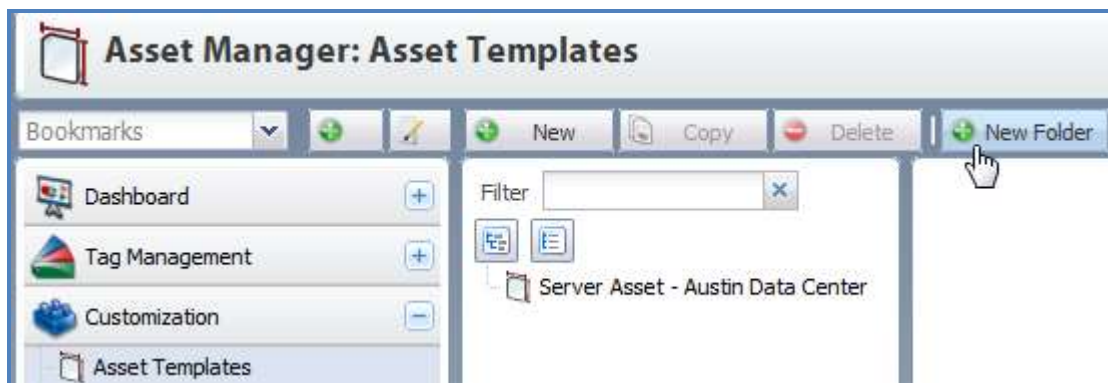 Asset Manager: Asset Templates
Bookmarks New Copy Delete New Folder
Dashboard
Filter
Tag Management
Server Asset - Austin Data Center
Customization
Asset Templates